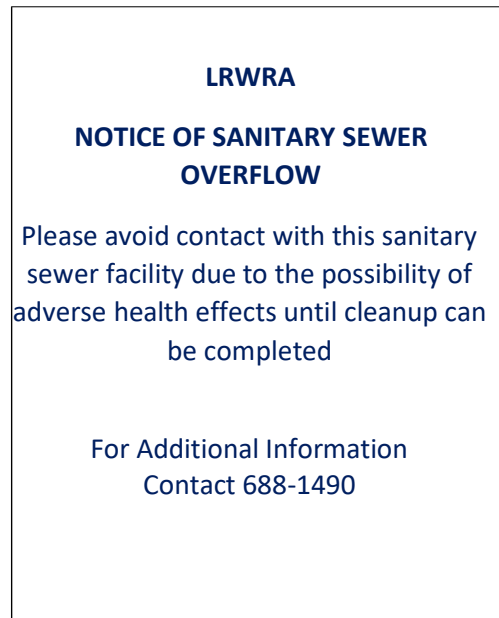 LRWRA
NOTICE OF SANITARY SEWER
OVERFLOW
Please avoid contact with this sanitary
sewer facility due to the possibility of
adverse health effects until cleanup can
be completed
For Additional Information
Contact 688-1490